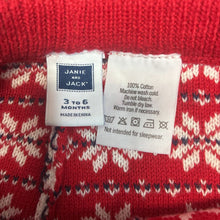 JANIE
AND
JACK®
3 TO 6
MONTHS
MADE IN CHINA
100% Cotton
Machine wash cold.
Do not bleach.
Tumble dry low.
Warm iron if necessary.
Not intended for sleepwear.